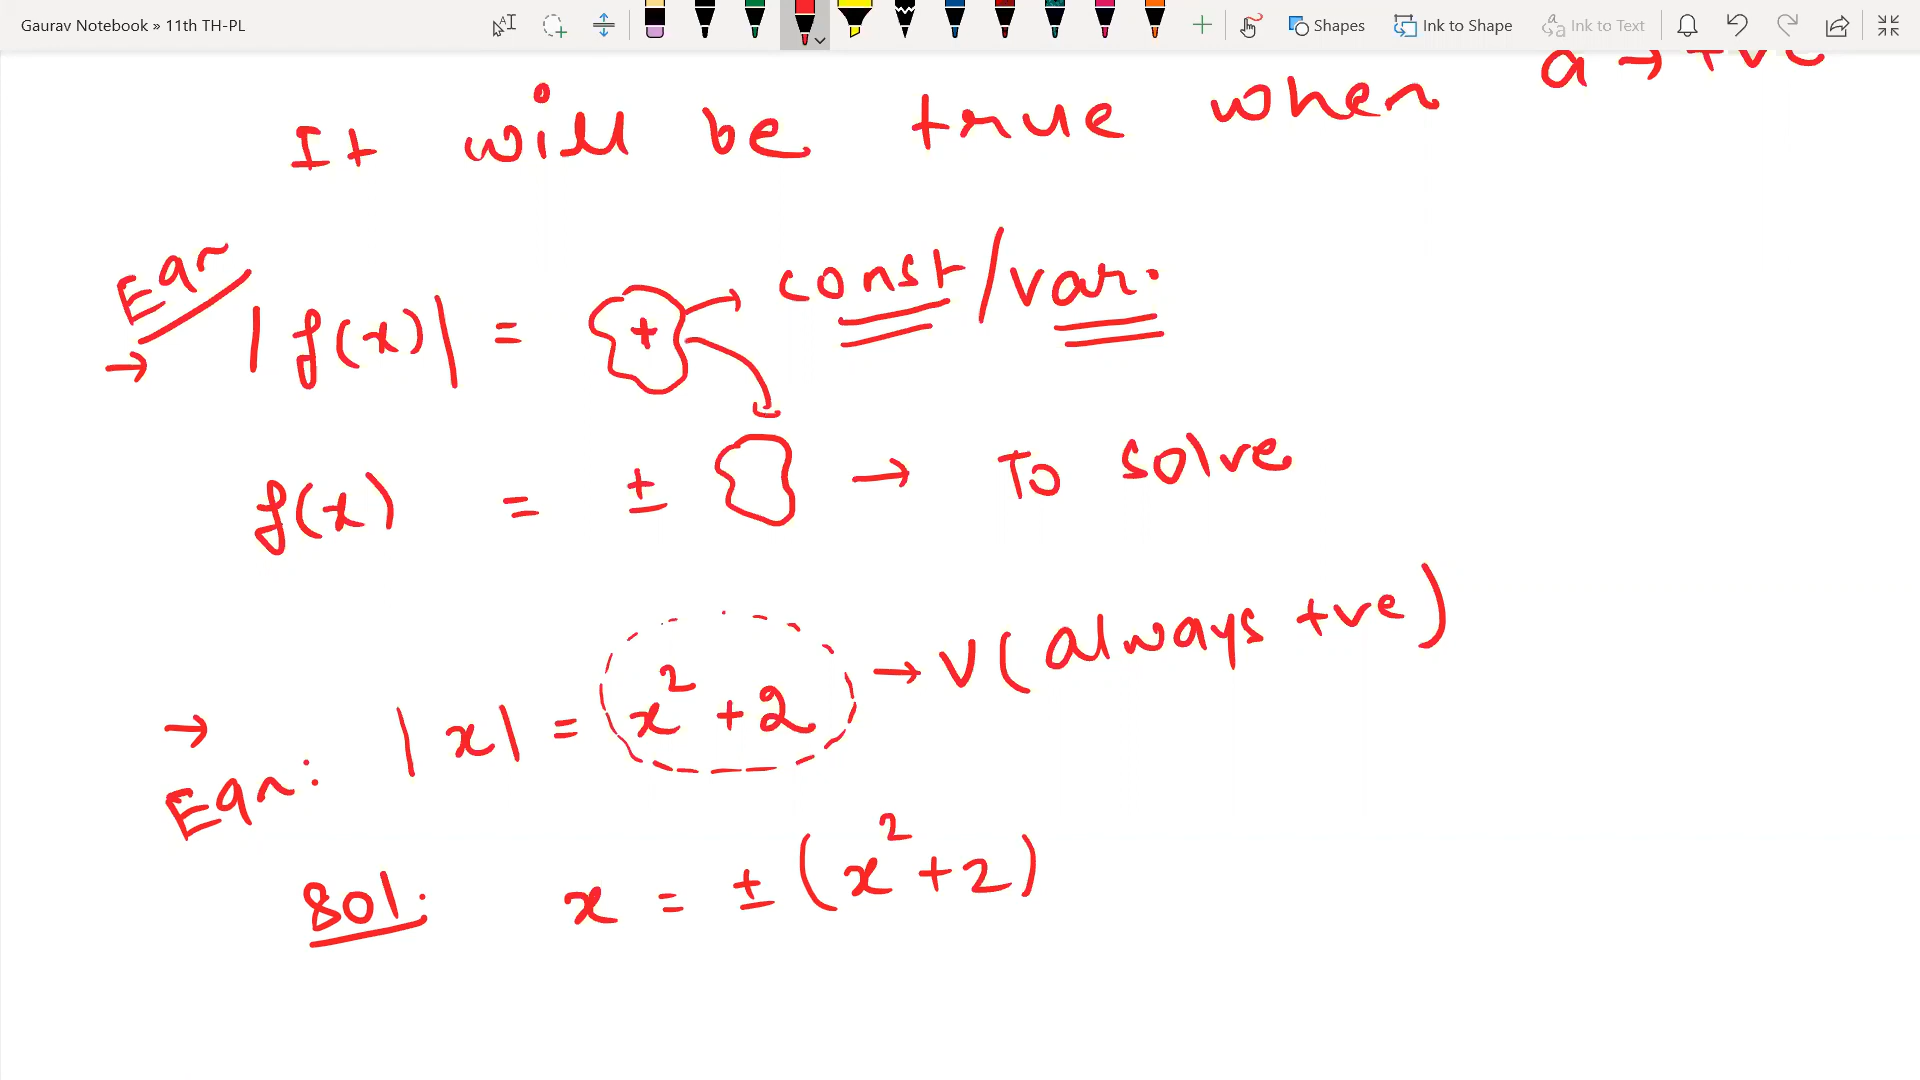 Gaurav Notebook » 11th TH-PL
Shapes
Ink to Shape
Ink to Text
a → +ve
It will be true when
Eqn
→ |f(x)| = + → const/var.
f(x) = ± → To solve
→ |x| = x² + 2 → V (always +ve)
Eqn:
Sol: x = ± (x² + 2)